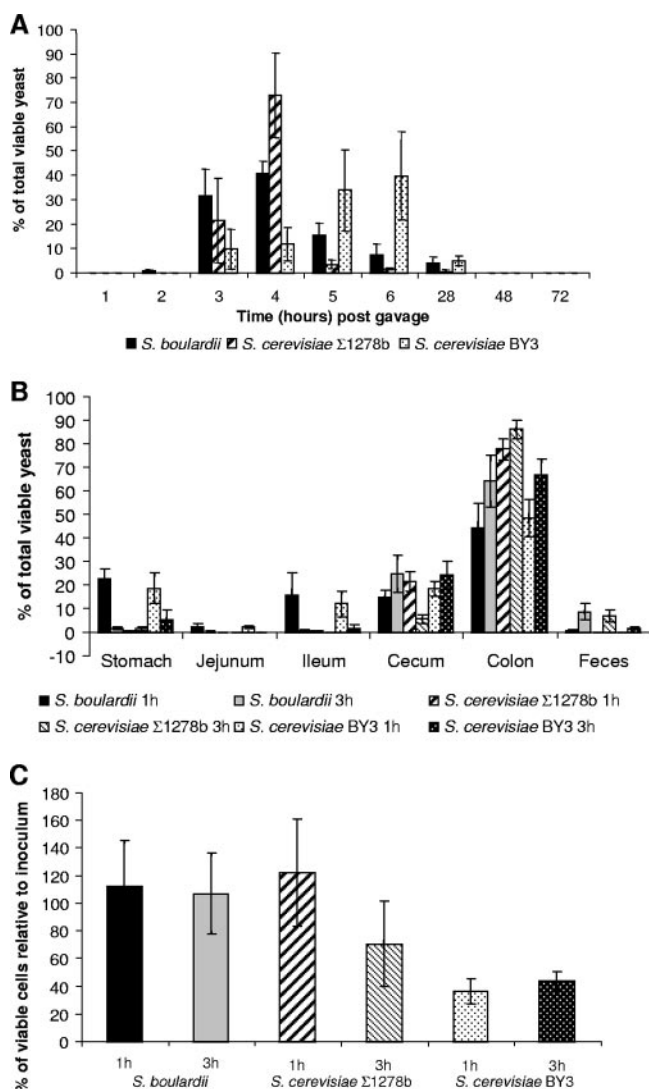 A
% of total viable yeast
100
90
80
70
60
50
40
30
20
10
0
1 2 3 4 5 6 28 48 72
Time (hours) post gavage
S. boulardii S. cerevisiae Σ1278b S. cerevisiae BY3
B
% of total viable yeast
100
90
80
70
60
50
40
30
20
10
0
-10
Stomach Jejunum Ileum Cecum Colon Feces
S. boulardii 1h S. boulardii 3h S. cerevisiae Σ1278b 1h
S. cerevisiae Σ1278b 3h S. cerevisiae BY3 1h S. cerevisiae BY3 3h
C
% of viable cells relative to inoculum
180
160
140
120
100
80
60
40
20
0
1h 3h 1h 3h 1h 3h
S. boulardii S. cerevisiae Σ1278b S. cerevisiae BY3